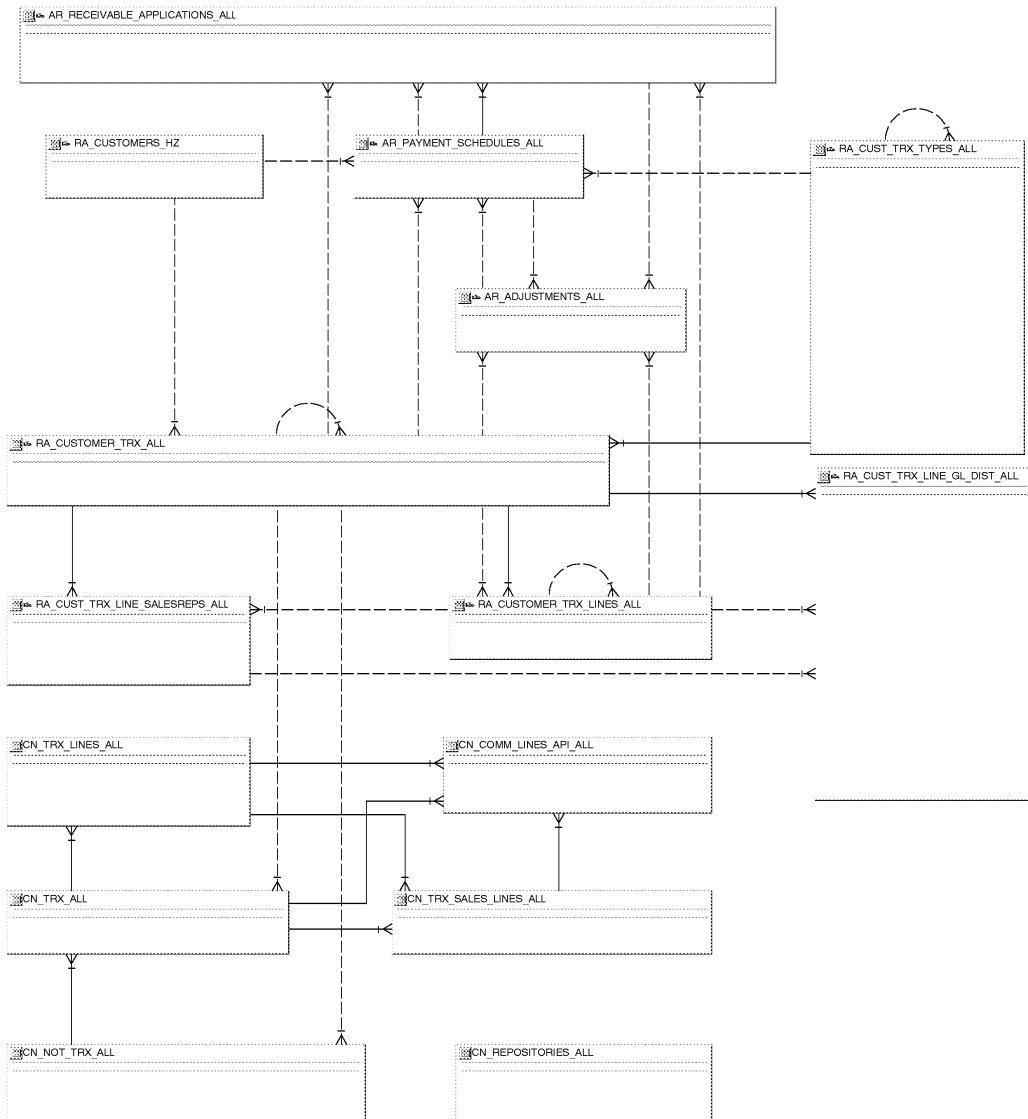 AR_RECEIVABLE_APPLICATIONS_ALL
RA_CUSTOMERS_HZ
AR_PAYMENT_SCHEDULES_ALL
RA_CUST_TRX_TYPES_ALL
AR_ADJUSTMENTS_ALL
RA_CUSTOMER_TRX_ALL
RA_CUST_TRX_LINE_GL_DIST_ALL
RA_CUST_TRX_LINE_SALESREPS_ALL
RA_CUSTOMER_TRX_LINES_ALL
CN_TRX_LINES_ALL
CN_COMM_LINES_API_ALL
CN_TRX_ALL
CN_TRX_SALES_LINES_ALL
CN_NOT_TRX_ALL
CN_REPOSITORIES_ALL